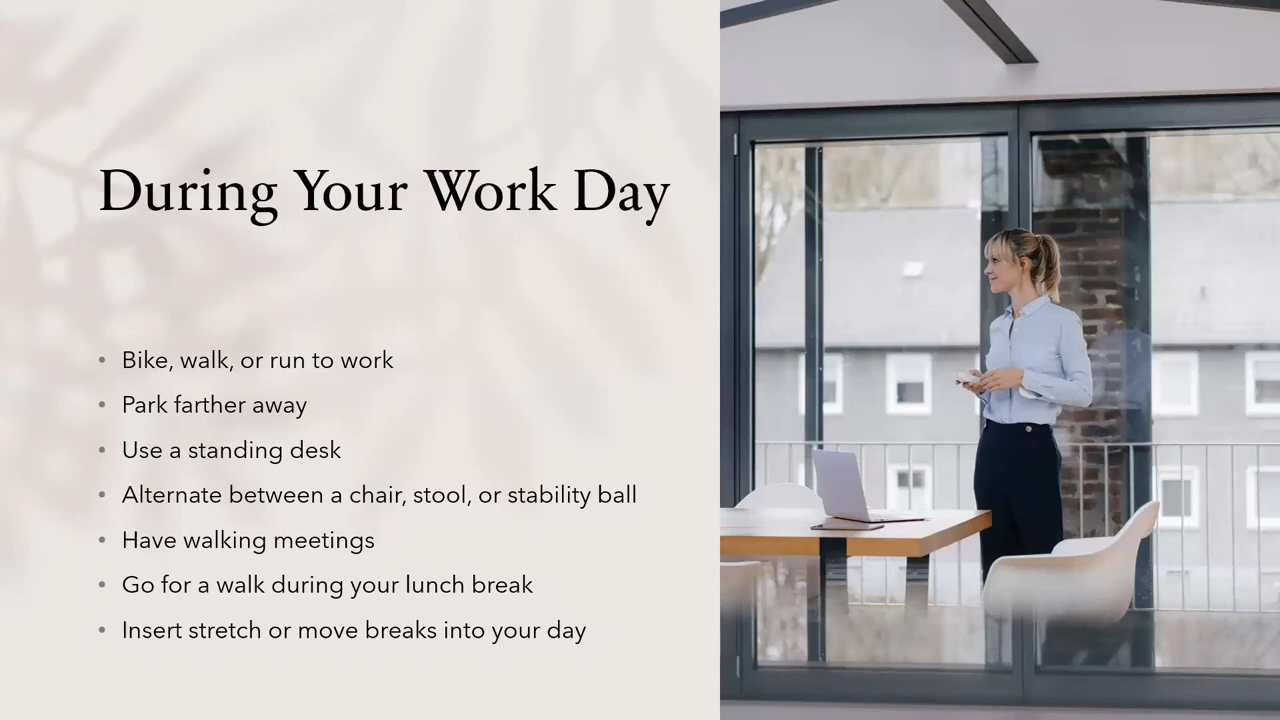 During Your Work Day
• Bike, walk, or run to work
• Park farther away
• Use a standing desk
• Alternate between a chair, stool, or stability ball
• Have walking meetings
• Go for a walk during your lunch break
• Insert stretch or move breaks into your day